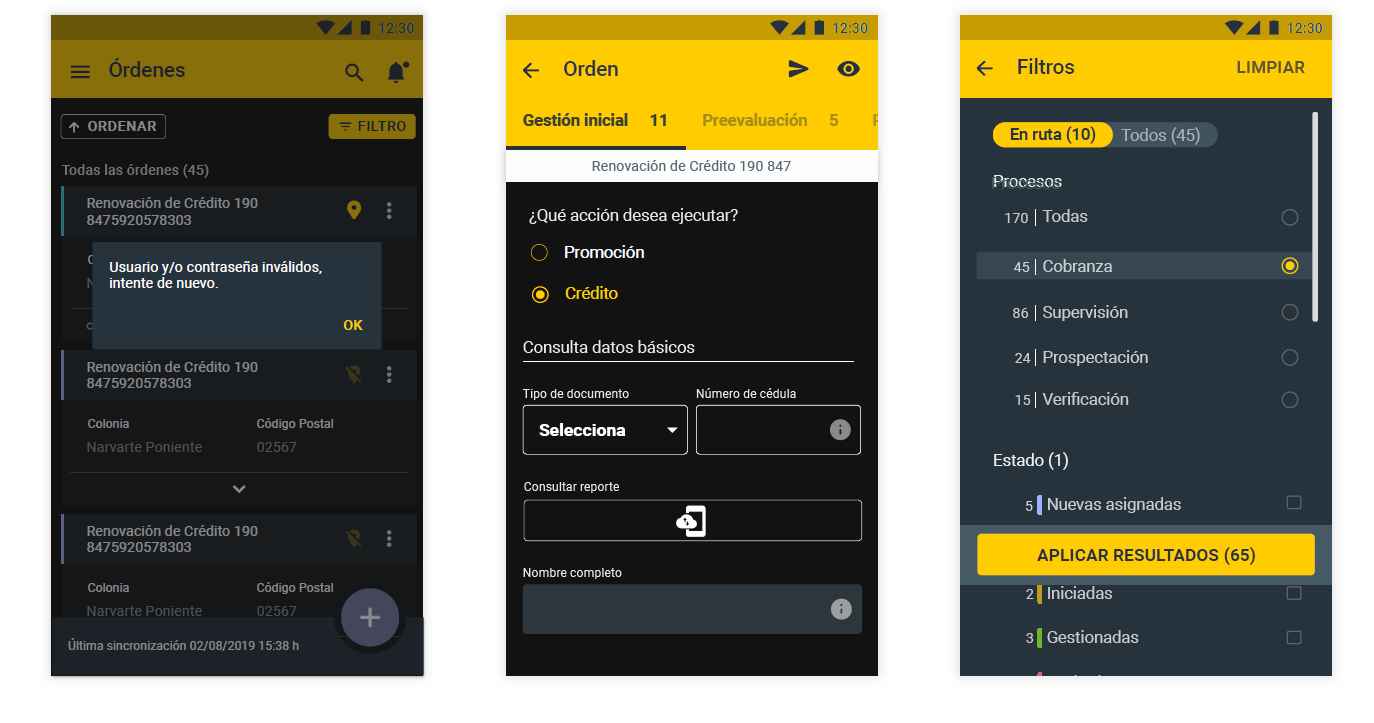 12:30
Órdenes
ORDENAR
FILTRO
Todas las órdenes (45)
Renovación de Crédito 190
8475920578303
Usuario y/o contraseña inválidos,
intente de nuevo.
OK
Renovación de Crédito 190
8475920578303
Colonia Código Postal
Narvarte Poniente 02567
Renovación de Crédito 190
8475920578303
Colonia Código Postal
Narvarte Poniente 02567
Última sincronización 02/08/2019 15:38 h
12:30
Orden
Gestión inicial 11 Preevaluación 5
Renovación de Crédito 190 847
¿Qué acción desea ejecutar?
Promoción
Crédito
Consulta datos básicos
Tipo de documento Número de cédula
Selecciona
Consultar reporte
Nombre completo
12:30
Filtros LIMPIAR
En ruta (10) Todos (45)
Procesos
170 | Todas
45 | Cobranza
86 | Supervisión
24 | Prospectación
15 | Verificación
Estado (1)
5 Nuevas asignadas
APLICAR RESULTADOS (65)
2 Iniciadas
3 Gestionadas